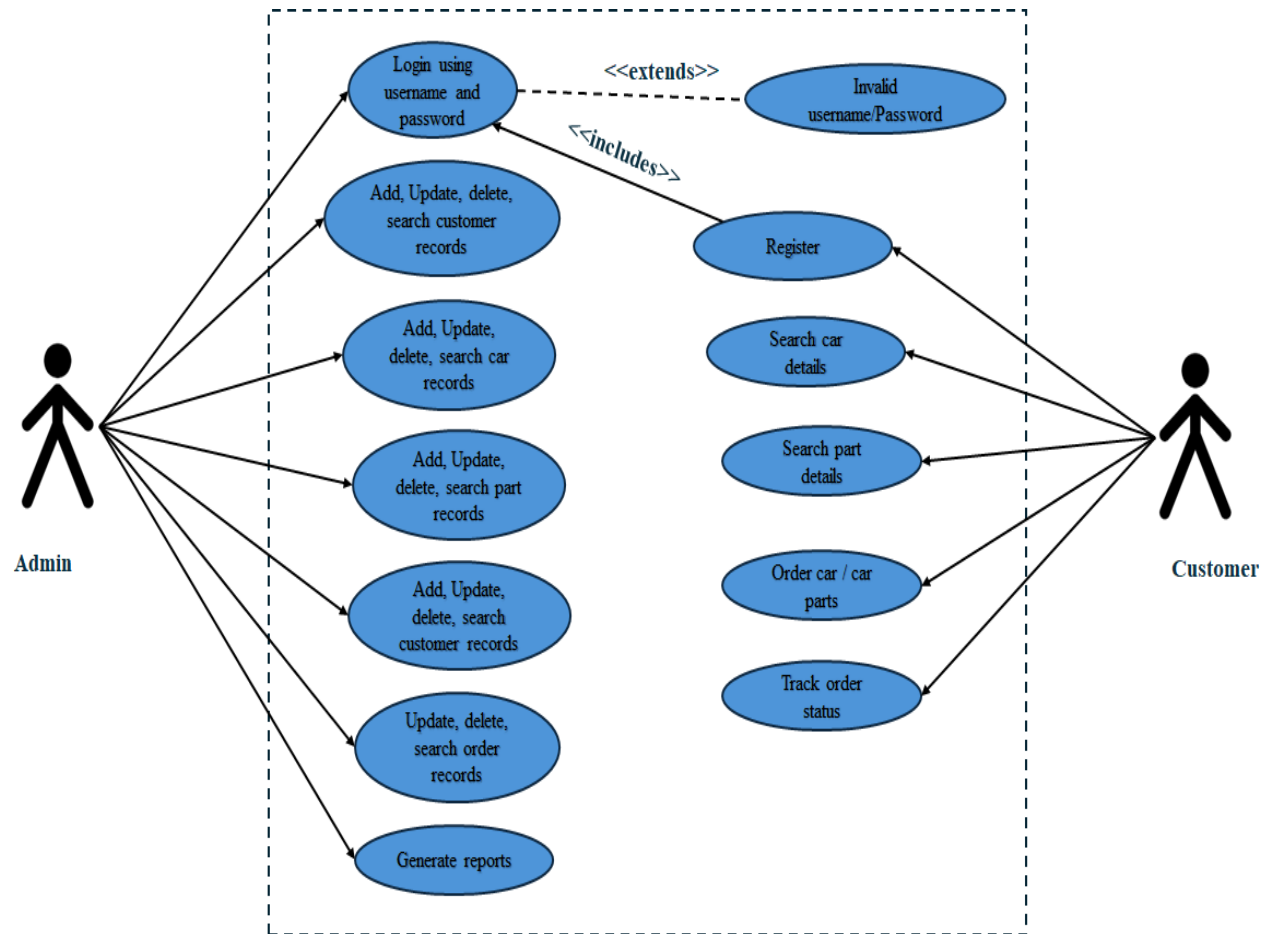 Login using
username and
password
<<extends>>
Invalid
username/Password
<<includes>>
Add, Update, delete,
search customer
records
Register
Add, Update,
delete, search car
records
Search car
details
Add, Update,
delete, search part
records
Search part
details
Admin
Customer
Add, Update,
delete, search
customer records
Order car / car
parts
Update, delete,
search order
records
Track order
status
Generate reports